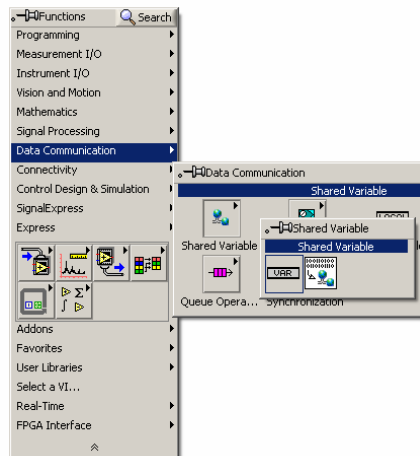 Functions
Search
Programming
Measurement I/O
Instrument I/O
Vision and Motion
Mathematics
Signal Processing
Data Communication
Connectivity
Control Design & Simulation
SignalExpress
Express
Addons
Favorites
User Libraries
Select a VI...
Real-Time
FPGA Interface
Data Communication
Shared Variable
Shared Variable
Queue Opera...
Synchronization
Shared Variable
Shared Variable
VAR